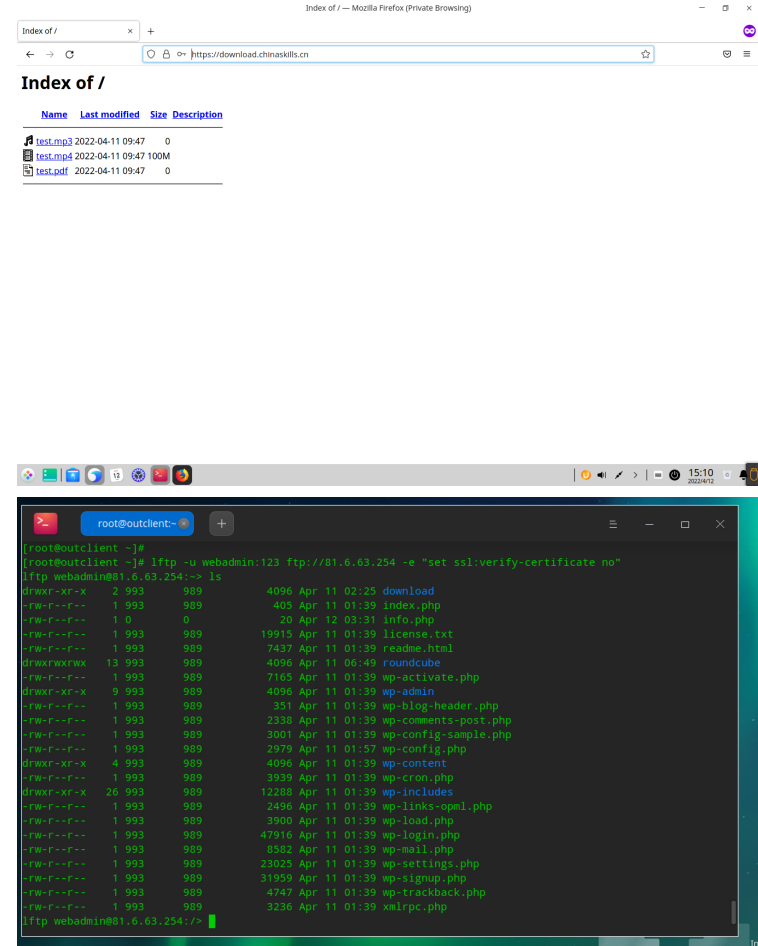 Index of / — Mozilla Firefox (Private Browsing)
Index of /
https://download.chinaskills.cn
Index of /
Name Last modified Size Description
test.mp3 2022-04-11 09:47 0
test.mp4 2022-04-11 09:47 100M
test.pdf 2022-04-11 09:47 0
12
15:10
2022/4/12
root@outclient:~
[root@outclient ~]#
[root@outclient ~]# lftp -u webadmin:123 ftp://81.6.63.254 -e "set ssl:verify-certificate no"
lftp webadmin@81.6.63.254:~> ls
drwxr-xr-x 2 993 989 4096 Apr 11 02:25 download
-rw-r--r-- 1 993 989 405 Apr 11 01:39 index.php
-rw-r--r-- 1 0 0 20 Apr 12 03:31 info.php
-rw-r--r-- 1 993 989 19915 Apr 11 01:39 license.txt
-rw-r--r-- 1 993 989 7437 Apr 11 01:39 readme.html
drwxrwxrwx 13 993 989 4096 Apr 11 06:49 roundcube
-rw-r--r-- 1 993 989 7165 Apr 11 01:39 wp-activate.php
drwxr-xr-x 9 993 989 4096 Apr 11 01:39 wp-admin
-rw-r--r-- 1 993 989 351 Apr 11 01:39 wp-blog-header.php
-rw-r--r-- 1 993 989 2338 Apr 11 01:39 wp-comments-post.php
-rw-r--r-- 1 993 989 3001 Apr 11 01:39 wp-config-sample.php
-rw-r--r-- 1 993 989 2979 Apr 11 01:57 wp-config.php
drwxr-xr-x 4 993 989 4096 Apr 11 01:39 wp-content
-rw-r--r-- 1 993 989 3939 Apr 11 01:39 wp-cron.php
drwxr-xr-x 26 993 989 12288 Apr 11 01:39 wp-includes
-rw-r--r-- 1 993 989 2496 Apr 11 01:39 wp-links-opml.php
-rw-r--r-- 1 993 989 3900 Apr 11 01:39 wp-load.php
-rw-r--r-- 1 993 989 47916 Apr 11 01:39 wp-login.php
-rw-r--r-- 1 993 989 8582 Apr 11 01:39 wp-mail.php
-rw-r--r-- 1 993 989 23025 Apr 11 01:39 wp-settings.php
-rw-r--r-- 1 993 989 31959 Apr 11 01:39 wp-signup.php
-rw-r--r-- 1 993 989 4747 Apr 11 01:39 wp-trackback.php
-rw-r--r-- 1 993 989 3236 Apr 11 01:39 xmlrpc.php
lftp webadmin@81.6.63.254:/>